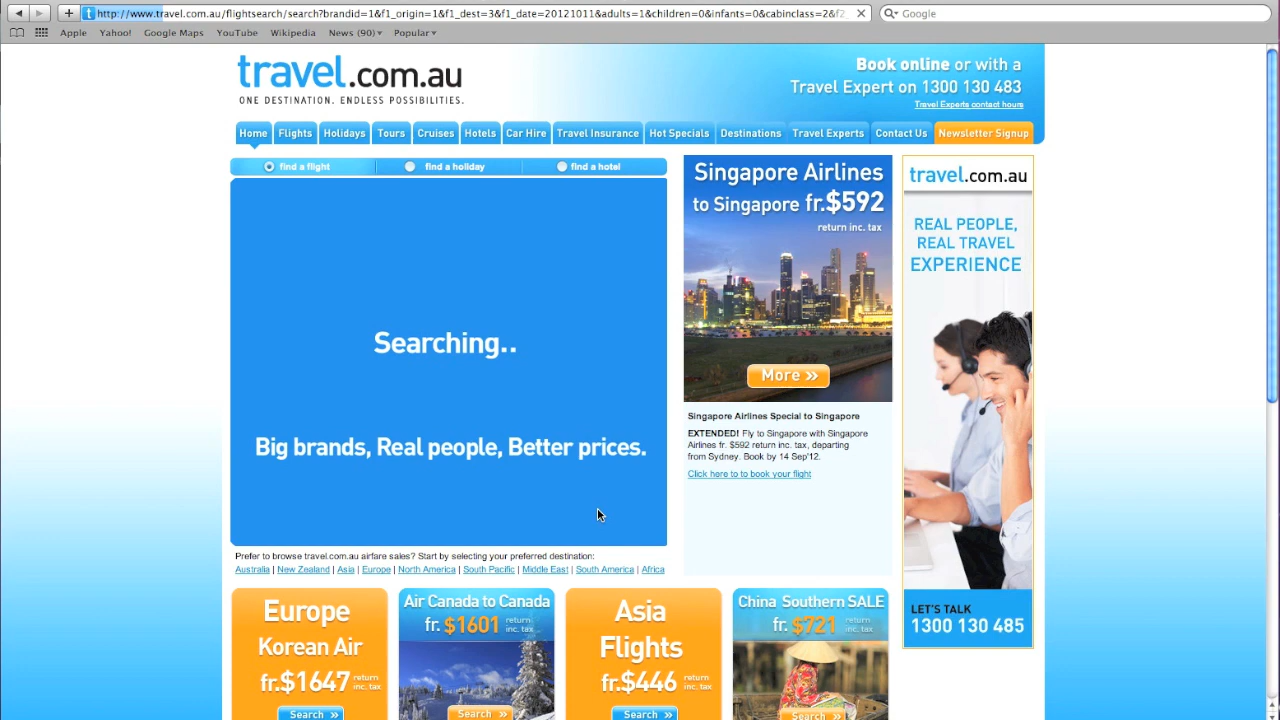 http://www.travel.com.au/flightsearch/search?brandid=1&f1_origin=1&f1_dest=3&f1_date=20121011&adults=1&children=0&infants=0&cabinclass=2&f2_
Google
Apple Yahoo! Google Maps YouTube Wikipedia News (90) Popular
travel.com.au
ONE DESTINATION. ENDLESS POSSIBILITIES.
Book online or with a
Travel Expert on 1300 130 483
Travel Experts contact hours
Home Flights Holidays Tours Cruises Hotels Car Hire Travel Insurance Hot Specials Destinations Travel Experts Contact Us Newsletter Signup
find a flight find a holiday find a hotel
Searching..
Big brands, Real people, Better prices.
Prefer to browse travel.com.au airfare sales? Start by selecting your preferred destination:
Australia | New Zealand | Asia | Europe | North America | South Pacific | Middle East | South America | Africa
Singapore Airlines
to Singapore fr.$592
return inc. tax
More »
Singapore Airlines Special to Singapore
EXTENDED! Fly to Singapore with Singapore
Airlines fr. $592 return inc. tax, departing
from Sydney. Book by 14 Sep'12.
Click here to to book your flight
travel.com.au
REAL PEOPLE,
REAL TRAVEL
EXPERIENCE
LET'S TALK
1300 130 485
Europe
Korean Air
fr.$1647 return
inc. tax
Search »
Air Canada to Canada
fr. $1601 return
inc. tax
Search »
Asia
Flights
fr.$446 return
inc. tax
Search »
China Southern SALE
fr. $721 return
inc. tax
Search »